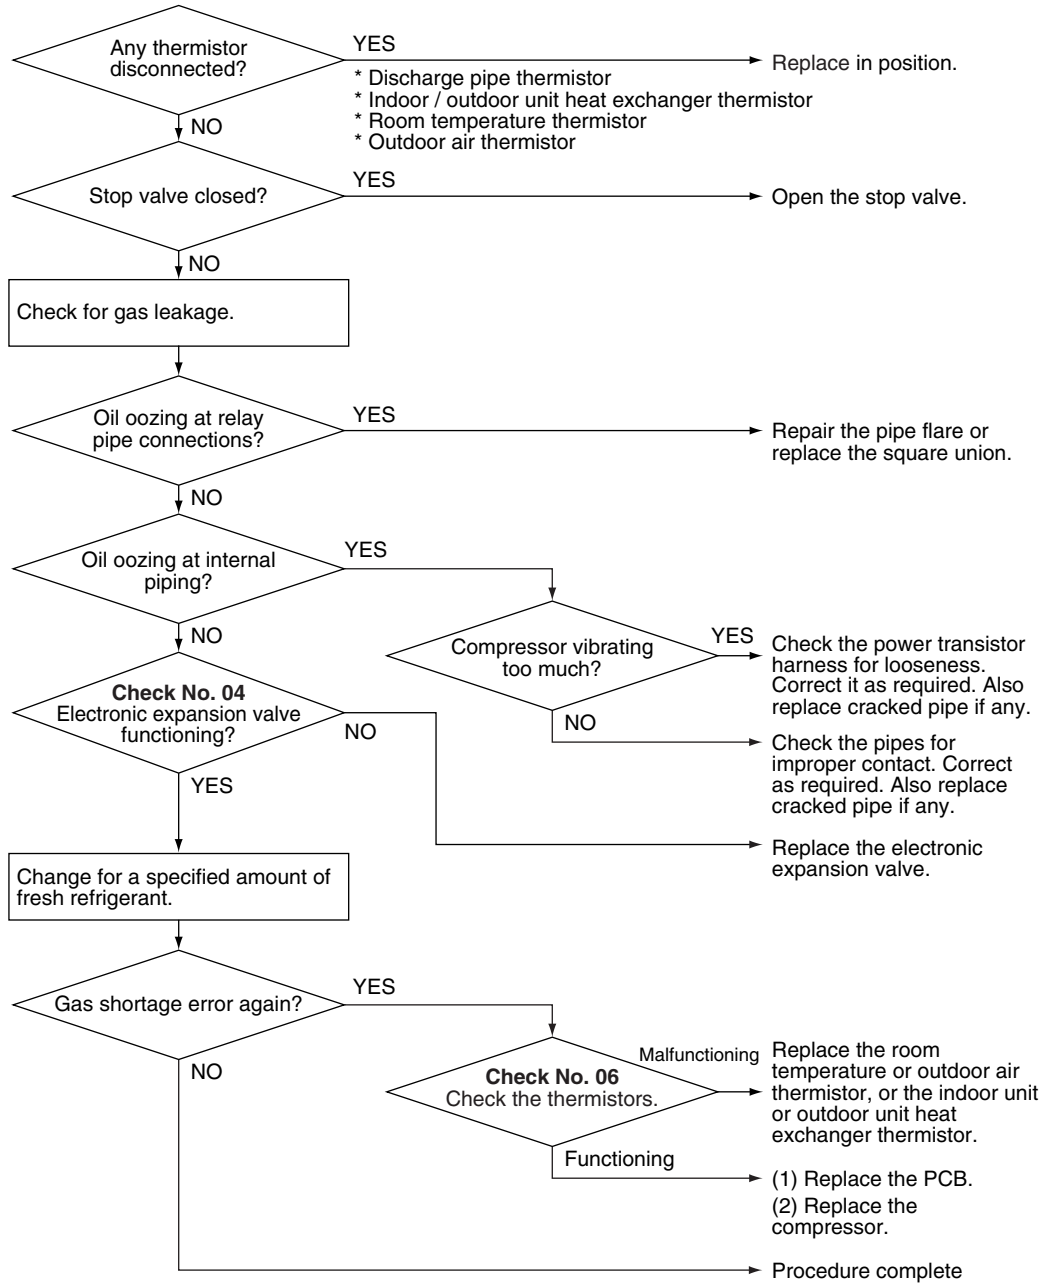 Any thermistor
disconnected?
YES
* Discharge pipe thermistor
* Indoor / outdoor unit heat exchanger thermistor
* Room temperature thermistor
* Outdoor air thermistor
Replace in position.
NO
Stop valve closed?
YES
Open the stop valve.
NO
Check for gas leakage.
Oil oozing at relay
pipe connections?
YES
Repair the pipe flare or
replace the square union.
NO
Oil oozing at internal
piping?
YES
Compressor vibrating
too much?
YES
Check the power transistor
harness for looseness.
Correct it as required. Also
replace cracked pipe if any.
NO
Check the pipes for
improper contact. Correct
as required. Also replace
cracked pipe if any.
NO
Check No. 04
Electronic expansion valve
functioning?
NO
Replace the electronic
expansion valve.
YES
Change for a specified amount of
fresh refrigerant.
Gas shortage error again?
YES
Check No. 06
Check the thermistors.
Malfunctioning
Replace the room
temperature or outdoor air
thermistor, or the indoor unit
or outdoor unit heat
exchanger thermistor.
Functioning
(1) Replace the PCB.
(2) Replace the
compressor.
NO
Procedure complete